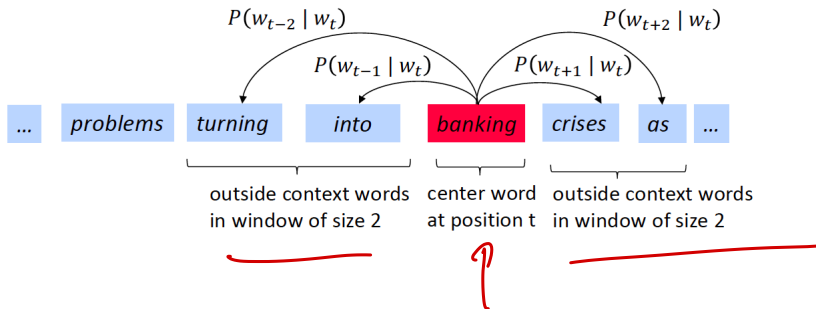 P(w_{t-2} | w_t) P(w_{t+2} | w_t)
P(w_{t-1} | w_t) P(w_{t+1} | w_t)
... problems turning into banking crises as ...
outside context words center word outside context words
in window of size 2 at position t in window of size 2